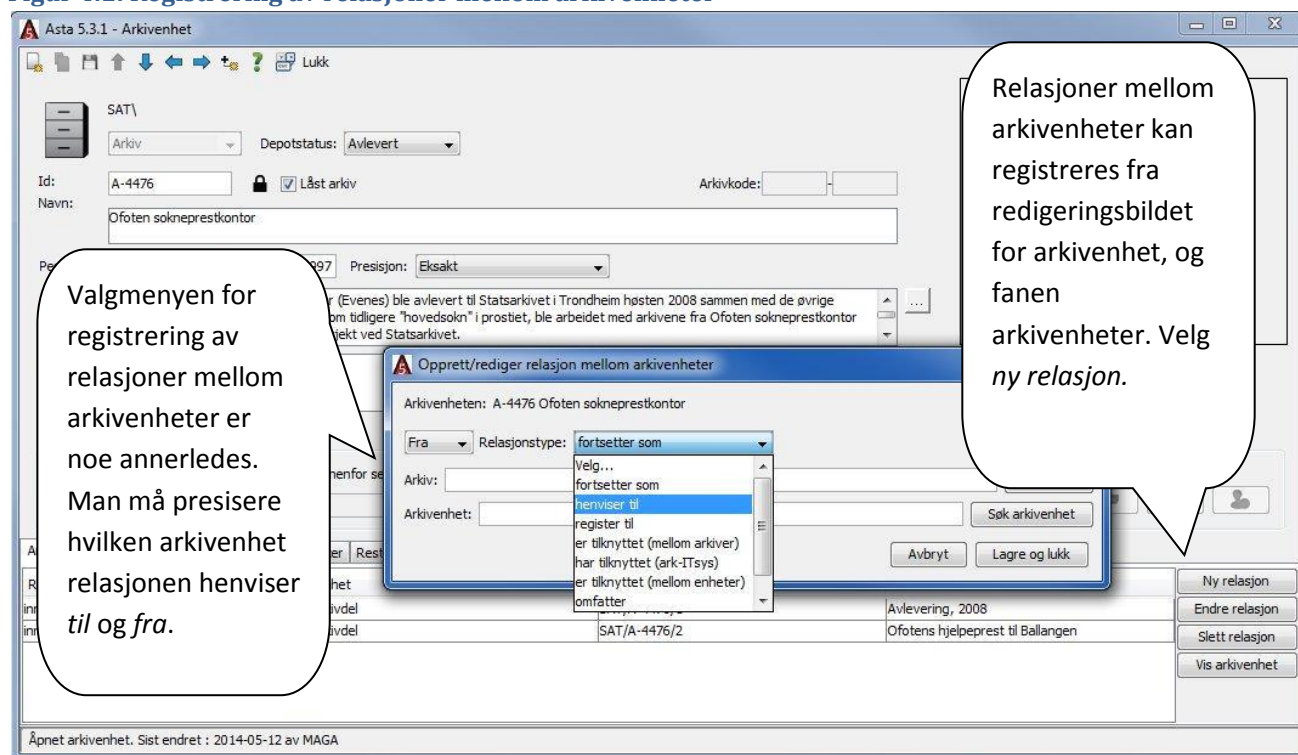 Asta 5.3.1 - Arkivenhet
Lukk
SAT\
Arkiv
Depotstatus: Avlevert
Id:
A-4476
Låst arkiv
Arkivkode:
-
Navn:
Ofoten sokneprestkontor
997 Presisjon: Eksakt
(Evenes) ble avlevert til Statsarkivet i Trondheim høsten 2008 sammen med de øvrige
om tidligere "hovedsokn" i prostiet, ble arbeidet med arkivene fra Ofoten sokneprestkontor
jekt ved Statsarkivet.
...
Valgmenyen for
registrering av
relasjoner mellom
arkivenheter er
noe annerledes.
Man må presisere
hvilken arkivenhet
relasjonen henviser
til og fra.
Relasjoner mellom
arkivenheter kan
registreres fra
redigeringsbildet
for arkivenhet, og
fanen
arkivenheter. Velg
ny relasjon.
Opprett/rediger relasjon mellom arkivenheter
Arkivenheten: A-4476 Ofoten sokneprestkontor
Fra
Relasjonstype: fortsetter som
Velg...
fortsetter som
henviser til
register til
er tilknyttet (mellom arkiver)
har tilknyttet (ark-ITsys)
er tilknyttet (mellom enheter)
omfatter
Arkiv:
Arkivenhet:
Søk arkivenhet
Avbryt
Lagre og lukk
Avlevering, 2008
SAT/A-4476/2
Ofotens hjelpeprest til Ballangen
Ny relasjon
Endre relasjon
Slett relasjon
Vis arkivenhet
Åpnet arkivenhet. Sist endret : 2014-05-12 av MAGA